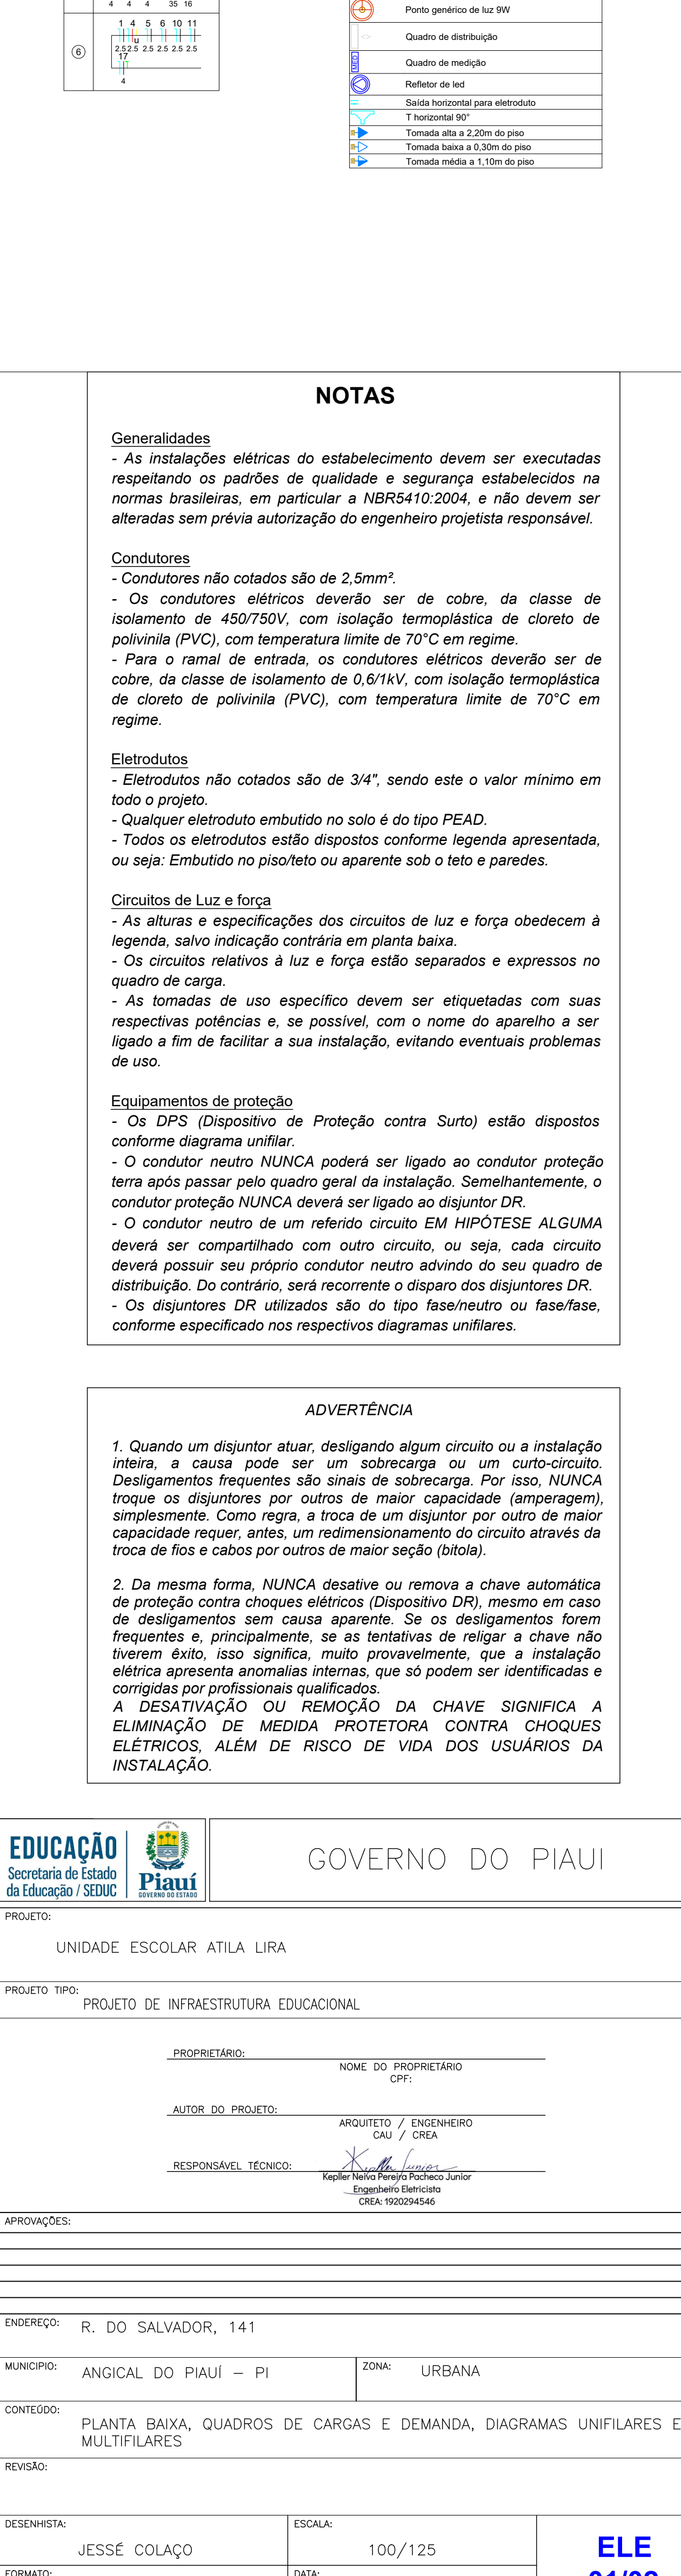 4 4 4 35 16
6
1 4 5 6 10 11
u
2.5 2.5 2.5 2.5 2.5 2.5
17
4
Ponto genérico de luz 9W
Quadro de distribuição
MED
Quadro de medição
Refletor de led
Saída horizontal para eletroduto
T horizontal 90°
Tomada alta a 2,20m do piso
Tomada baixa a 0,30m do piso
Tomada média a 1,10m do piso
NOTAS
Generalidades
- As instalações elétricas do estabelecimento devem ser executadas
respeitando os padrões de qualidade e segurança estabelecidos na
normas brasileiras, em particular a NBR5410:2004, e não devem ser
alteradas sem prévia autorização do engenheiro projetista responsável.
Condutores
- Condutores não cotados são de 2,5mm².
- Os condutores elétricos deverão ser de cobre, da classe de
isolamento de 450/750V, com isolação termoplástica de cloreto de
polivinila (PVC), com temperatura limite de 70°C em regime.
- Para o ramal de entrada, os condutores elétricos deverão ser de
cobre, da classe de isolamento de 0,6/1kV, com isolação termoplástica
de cloreto de polivinila (PVC), com temperatura limite de 70°C em
regime.
Eletrodutos
- Eletrodutos não cotados são de 3/4", sendo este o valor mínimo em
todo o projeto.
- Qualquer eletroduto embutido no solo é do tipo PEAD.
- Todos os eletrodutos estão dispostos conforme legenda apresentada,
ou seja: Embutido no piso/teto ou aparente sob o teto e paredes.
Circuitos de Luz e força
- As alturas e especificações dos circuitos de luz e força obedecem à
legenda, salvo indicação contrária em planta baixa.
- Os circuitos relativos à luz e força estão separados e expressos no
quadro de carga.
- As tomadas de uso específico devem ser etiquetadas com suas
respectivas potências e, se possível, com o nome do aparelho a ser
ligado a fim de facilitar a sua instalação, evitando eventuais problemas
de uso.
Equipamentos de proteção
- Os DPS (Dispositivo de Proteção contra Surto) estão dispostos
conforme diagrama unifilar.
- O condutor neutro NUNCA poderá ser ligado ao condutor proteção
terra após passar pelo quadro geral da instalação. Semelhantemente, o
condutor proteção NUNCA deverá ser ligado ao disjuntor DR.
- O condutor neutro de um referido circuito EM HIPÓTESE ALGUMA
deverá ser compartilhado com outro circuito, ou seja, cada circuito
deverá possuir seu próprio condutor neutro advindo do seu quadro de
distribuição. Do contrário, será recorrente o disparo dos disjuntores DR.
- Os disjuntores DR utilizados são do tipo fase/neutro ou fase/fase,
conforme especificado nos respectivos diagramas unifilares.
ADVERTÊNCIA
1. Quando um disjuntor atuar, desligando algum circuito ou a instalação
inteira, a causa pode ser um sobrecarga ou um curto-circuito.
Desligamentos frequentes são sinais de sobrecarga. Por isso, NUNCA
troque os disjuntores por outros de maior capacidade (amperagem),
simplesmente. Como regra, a troca de um disjuntor por outro de maior
capacidade requer, antes, um redimensionamento do circuito através da
troca de fios e cabos por outros de maior seção (bitola).
2. Da mesma forma, NUNCA desative ou remova a chave automática
de proteção contra choques elétricos (Dispositivo DR), mesmo em caso
de desligamentos sem causa aparente. Se os desligamentos forem
frequentes e, principalmente, se as tentativas de religar a chave não
tiverem êxito, isso significa, muito provavelmente, que a instalação
elétrica apresenta anomalias internas, que só podem ser identificadas e
corrigidas por profissionais qualificados.
A DESATIVAÇÃO OU REMOÇÃO DA CHAVE SIGNIFICA A
ELIMINAÇÃO DE MEDIDA PROTETORA CONTRA CHOQUES
ELÉTRICOS, ALÉM DE RISCO DE VIDA DOS USUÁRIOS DA
INSTALAÇÃO.
EDUCAÇÃO
Secretaria de Estado
da Educação / SEDUC
Piauí
GOVERNO DO ESTADO
GOVERNO DO PIAUI
PROJETO:
UNIDADE ESCOLAR ATILA LIRA
PROJETO TIPO:
PROJETO DE INFRAESTRUTURA EDUCACIONAL
PROPRIETÁRIO:
NOME DO PROPRIETÁRIO
CPF:
AUTOR DO PROJETO:
ARQUITETO / ENGENHEIRO
CAU / CREA
RESPONSÁVEL TÉCNICO:
Kepller Junior
Kepller Neiva Pereira Pacheco Junior
Engenheiro Eletricista
CREA: 1920294546
APROVAÇÕES:
ENDEREÇO:
R. DO SALVADOR, 141
MUNICIPIO:
ANGICAL DO PIAUÍ – PI
ZONA:
URBANA
CONTEÚDO:
PLANTA BAIXA, QUADROS DE CARGAS E DEMANDA, DIAGRAMAS UNIFILARES E
MULTIFILARES
REVISÃO:
DESENHISTA:
JESSÉ COLAÇO
ESCALA:
100/125
ELE
FORMATO:
DATA: